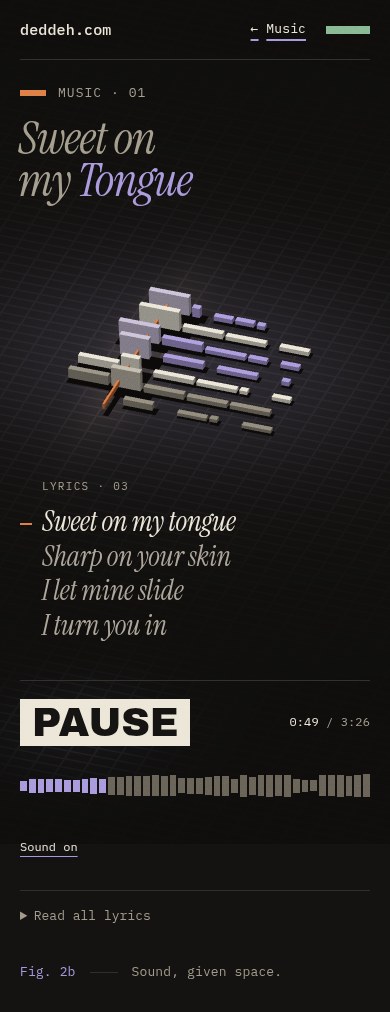 deddeh.com
← Music
MUSIC · 01
Sweet on
my Tongue
LYRICS · 03
Sweet on my tongue
Sharp on your skin
I let mine slide
I turn you in
PAUSE
0:49 / 3:26
Sound on
▶ Read all lyrics
Fig. 2b
Sound, given space.